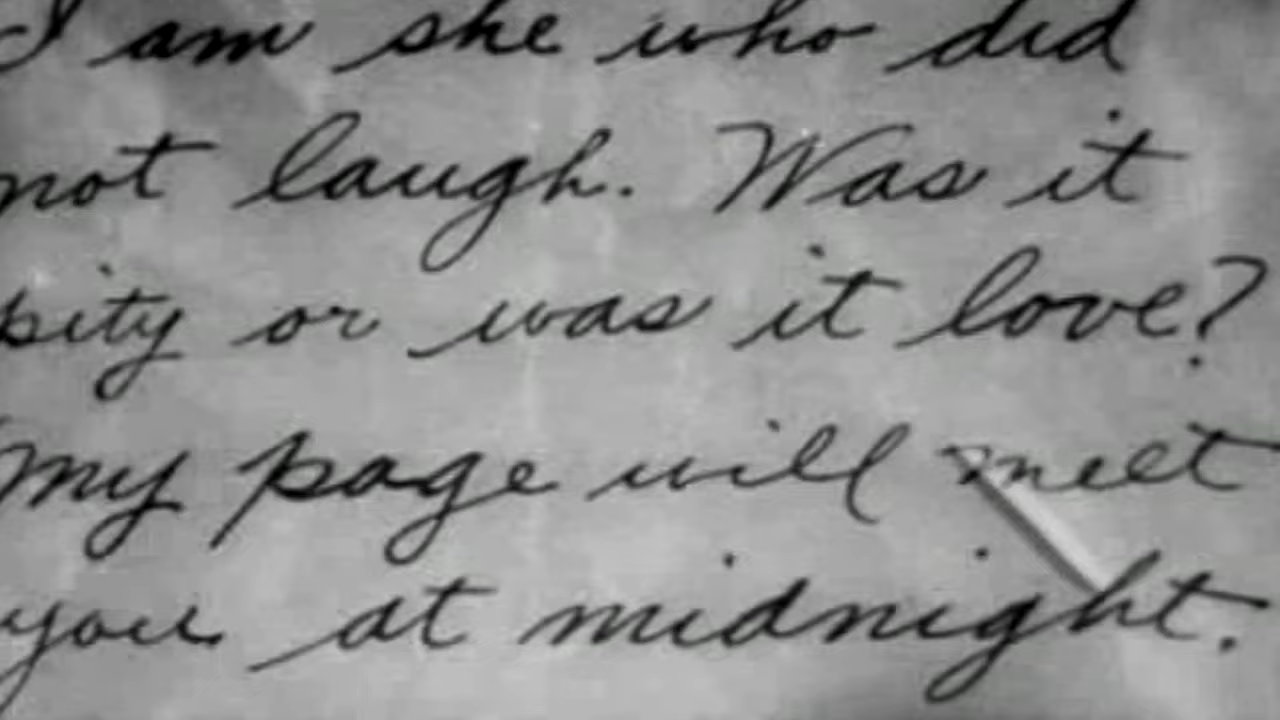 I am she who did
not laugh. Was it
pity or was it love?
My page will meet
you at midnight.